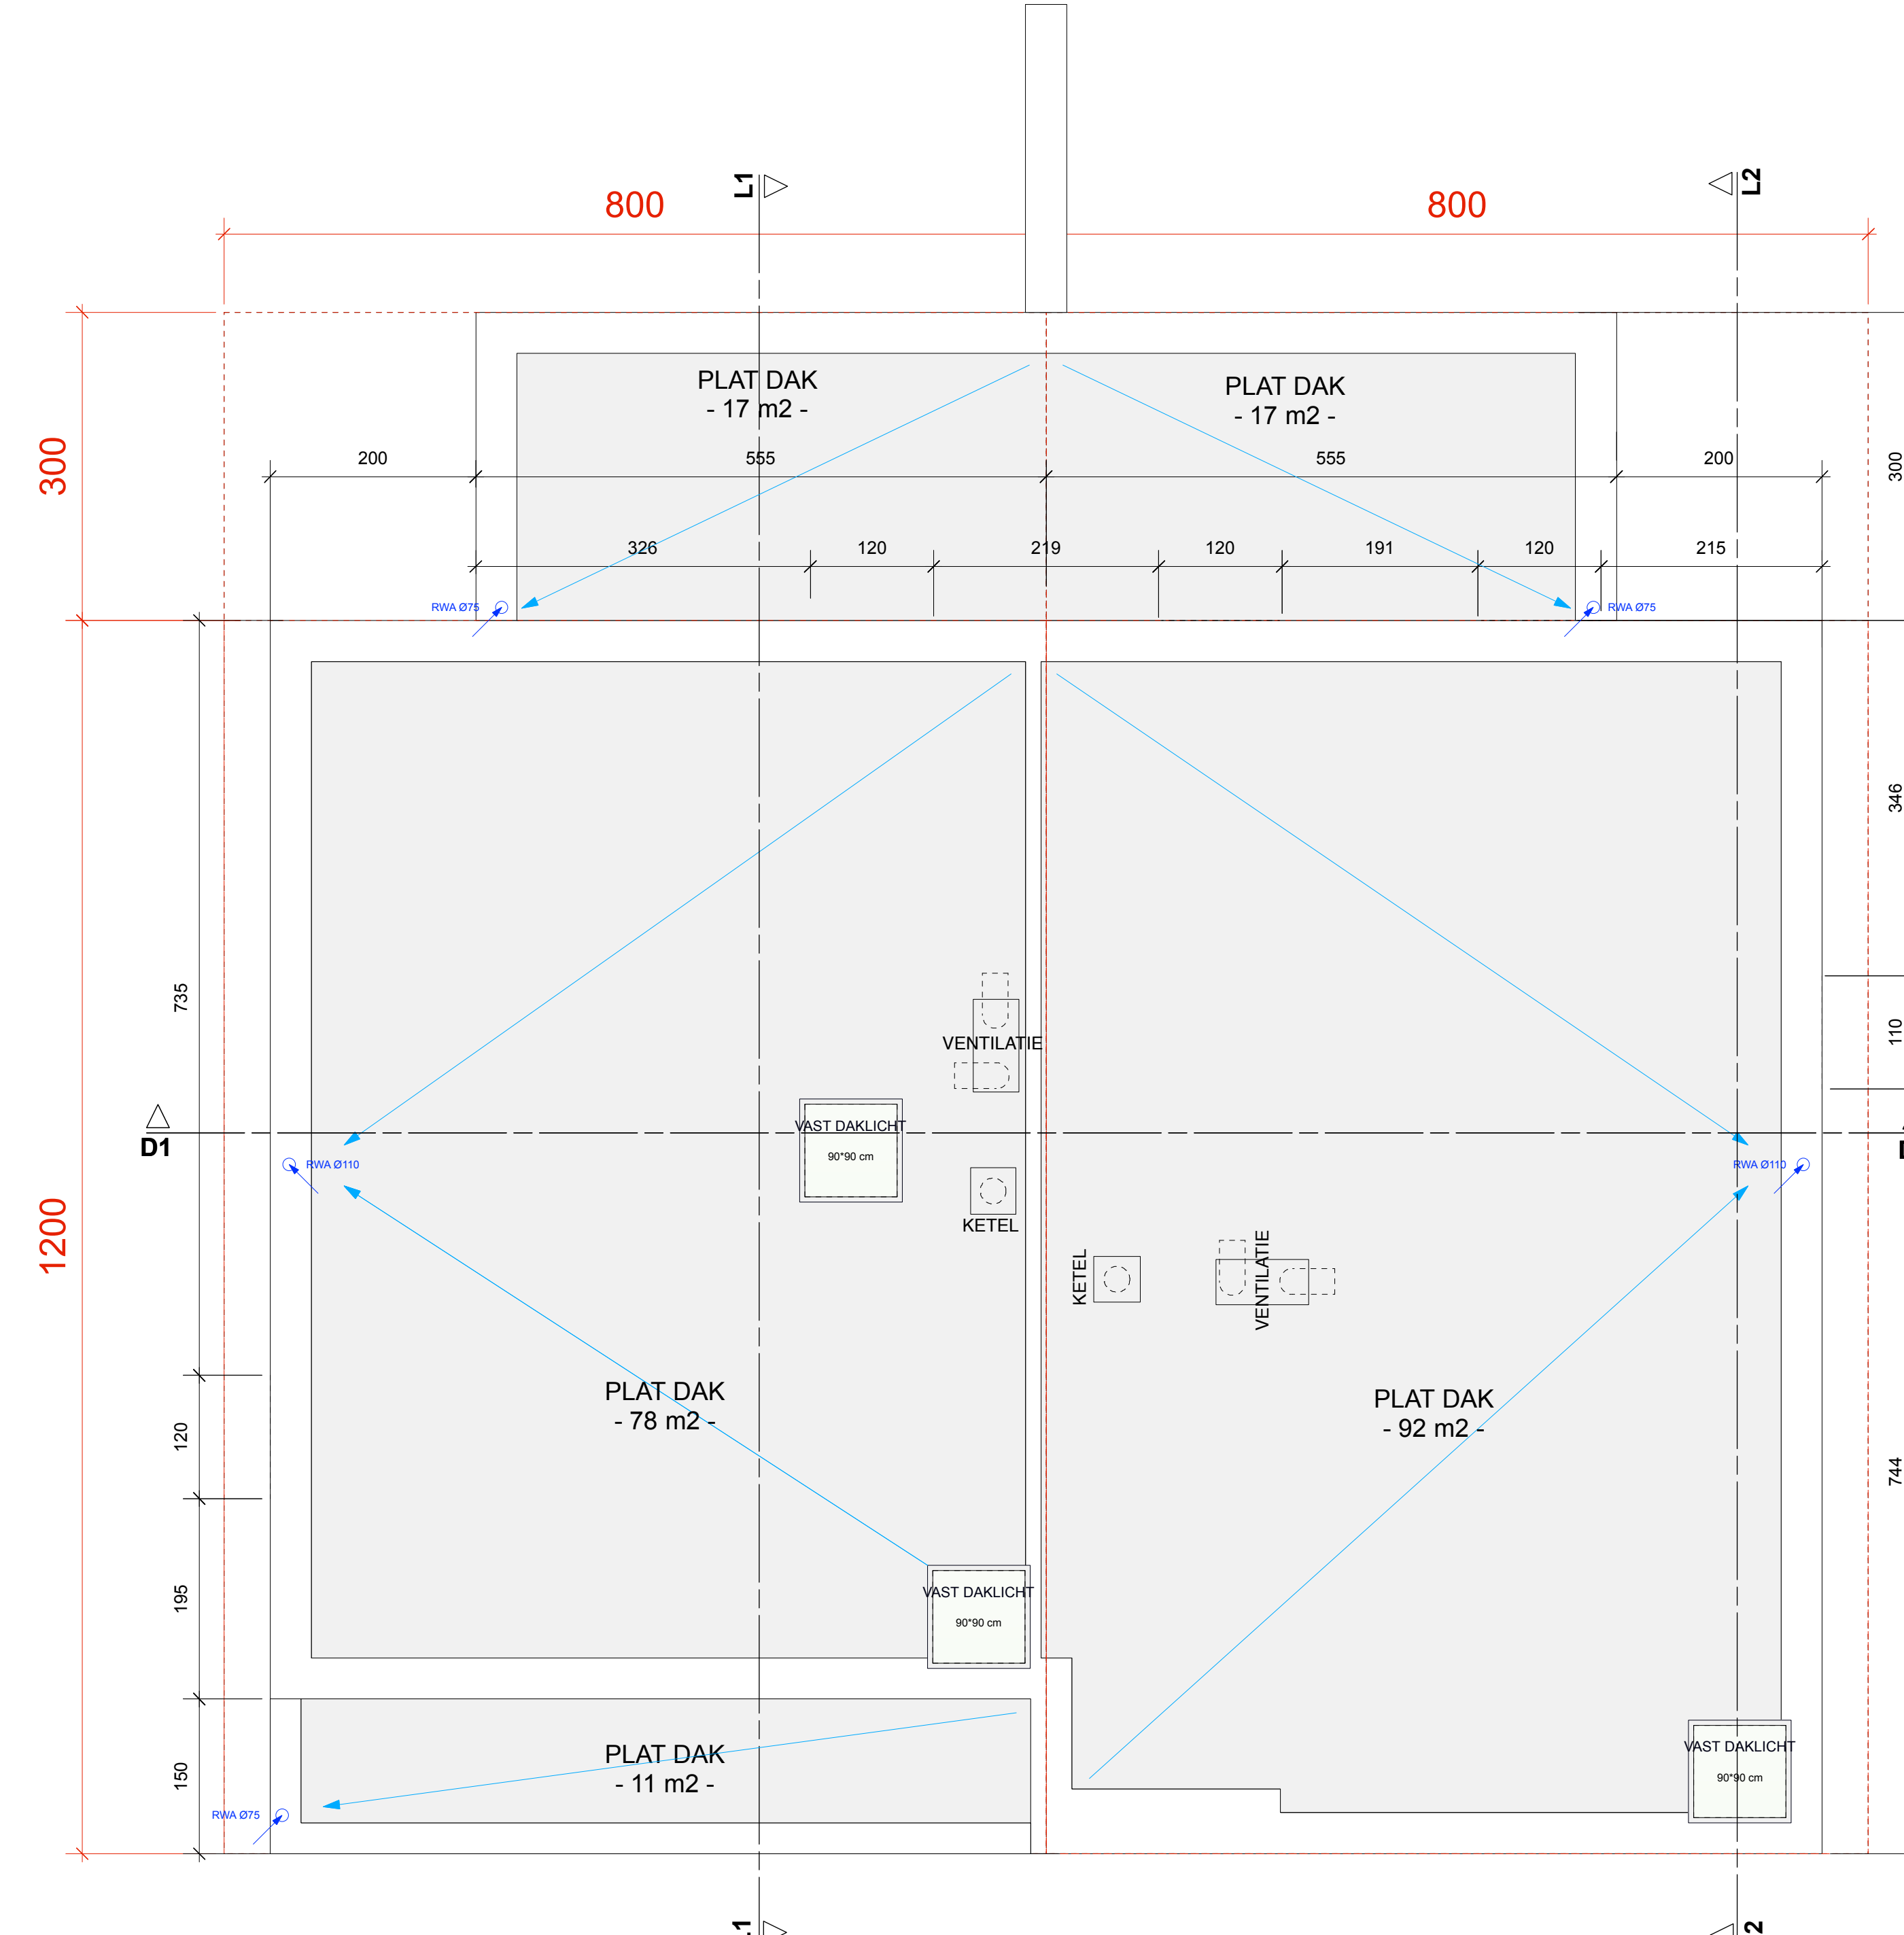 L1
L2
800
800
PLAT DAK
- 17 m2 -
PLAT DAK
- 17 m2 -
300
200
555
555
200
300
326
120
219
120
191
120
215
RWA Ø75
RWA Ø75
346
735
110
VENTILATIE
VAST DAKLICHT
90*90 cm
D1
RWA Ø110
RWA Ø110
KETEL
1200
KETEL
VENTILATIE
PLAT DAK
- 78 m2 -
PLAT DAK
- 92 m2 -
120
744
195
VAST DAKLICHT
90*90 cm
150
PLAT DAK
- 11 m2 -
VAST DAKLICHT
90*90 cm
RWA Ø75